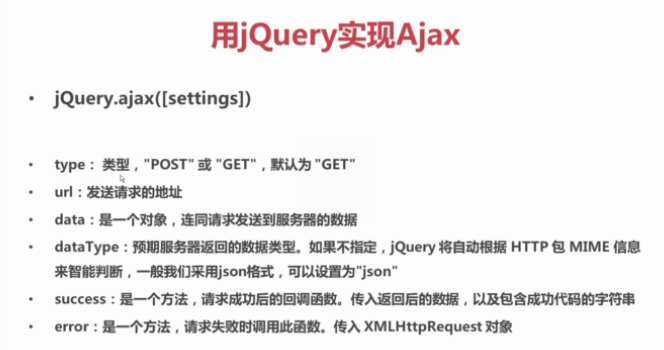 用jQuery实现Ajax
• jQuery.ajax([settings])
• type： 类型，"POST" 或 "GET"，默认为 "GET"
• url：发送请求的地址
• data：是一个对象，连同请求发送到服务器的数据
• dataType：预期服务器返回的数据类型。如果不指定，jQuery 将自动根据 HTTP 包 MIME 信息
来智能判断，一般我们采用json格式，可以设置为"json"
• success：是一个方法，请求成功后的回调函数。传入返回后的数据，以及包含成功代码的字符串
• error：是一个方法，请求失败时调用此函数。传入 XMLHttpRequest 对象